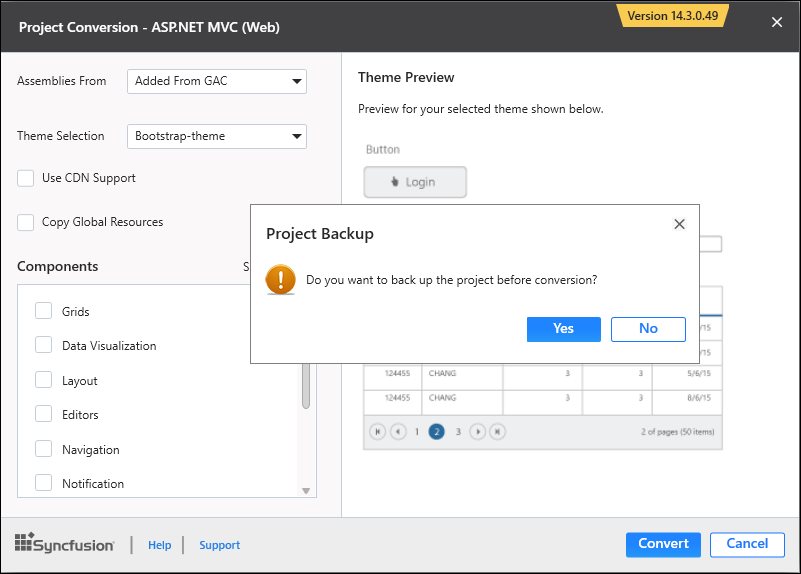 Project Conversion - ASP.NET MVC (Web)
Version 14.3.0.49
Assemblies From
Added From GAC
Theme Selection
Bootstrap-theme
Use CDN Support
Copy Global Resources
Components
S
Grids
Data Visualization
Layout
Editors
Navigation
Notification
Theme Preview
Preview for your selected theme shown below.
Button
Login
Project Backup
Do you want to back up the project before conversion?
Yes No
/15
/15
124455 CHANG 3 3 5/6/15
124455 CHANG 3 3 8/6/15
1 2 3 2 of pages (50 items)
Syncfusion
Help
Support
Convert
Cancel